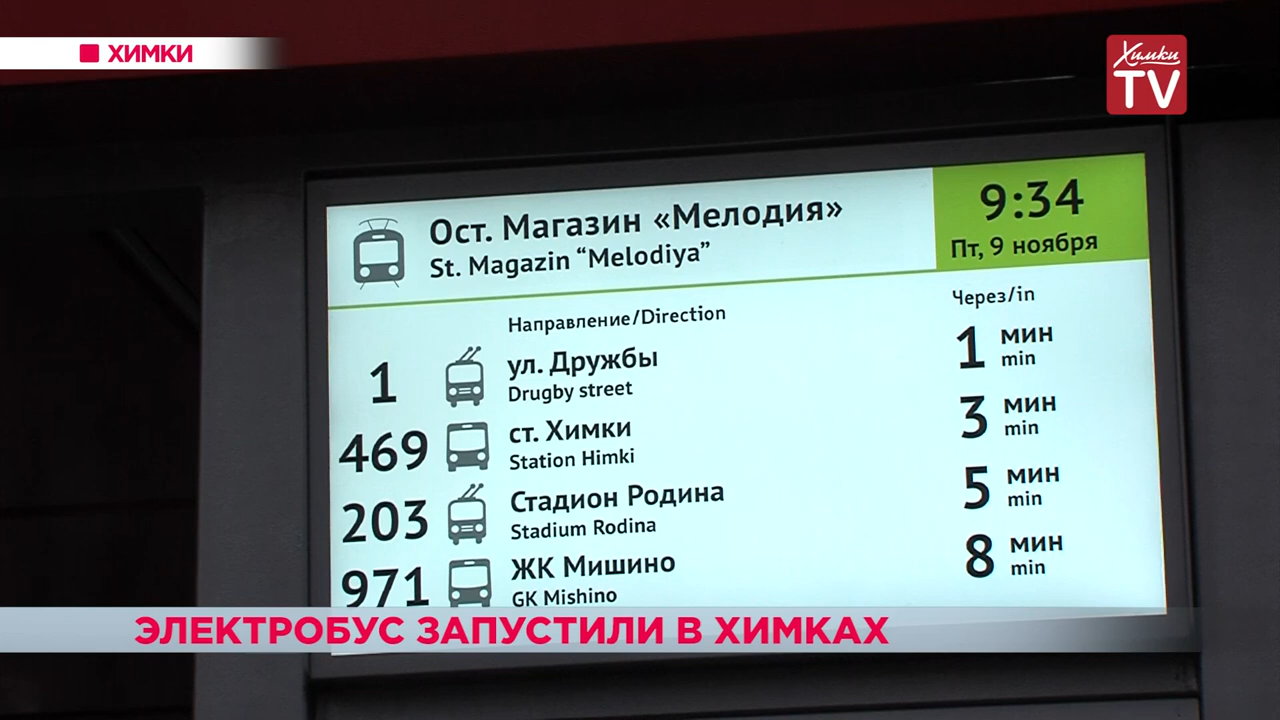 ХИМКИ
Химки
TV
Ост. Магазин «Мелодия»
St. Magazin “Melodiya”
9:34
Пт, 9 ноября
Направление/Direction
Через/in
1 ул. Дружбы 1 мин
Drugby street min
469 ст. Химки 3 мин
Station Himki min
203 Стадион Родина 5 мин
Stadium Rodina min
971 ЖК Мишино 8 мин
GK Mishino min
ЭЛЕКТРОБУС ЗАПУСТИЛИ В ХИМКАХ